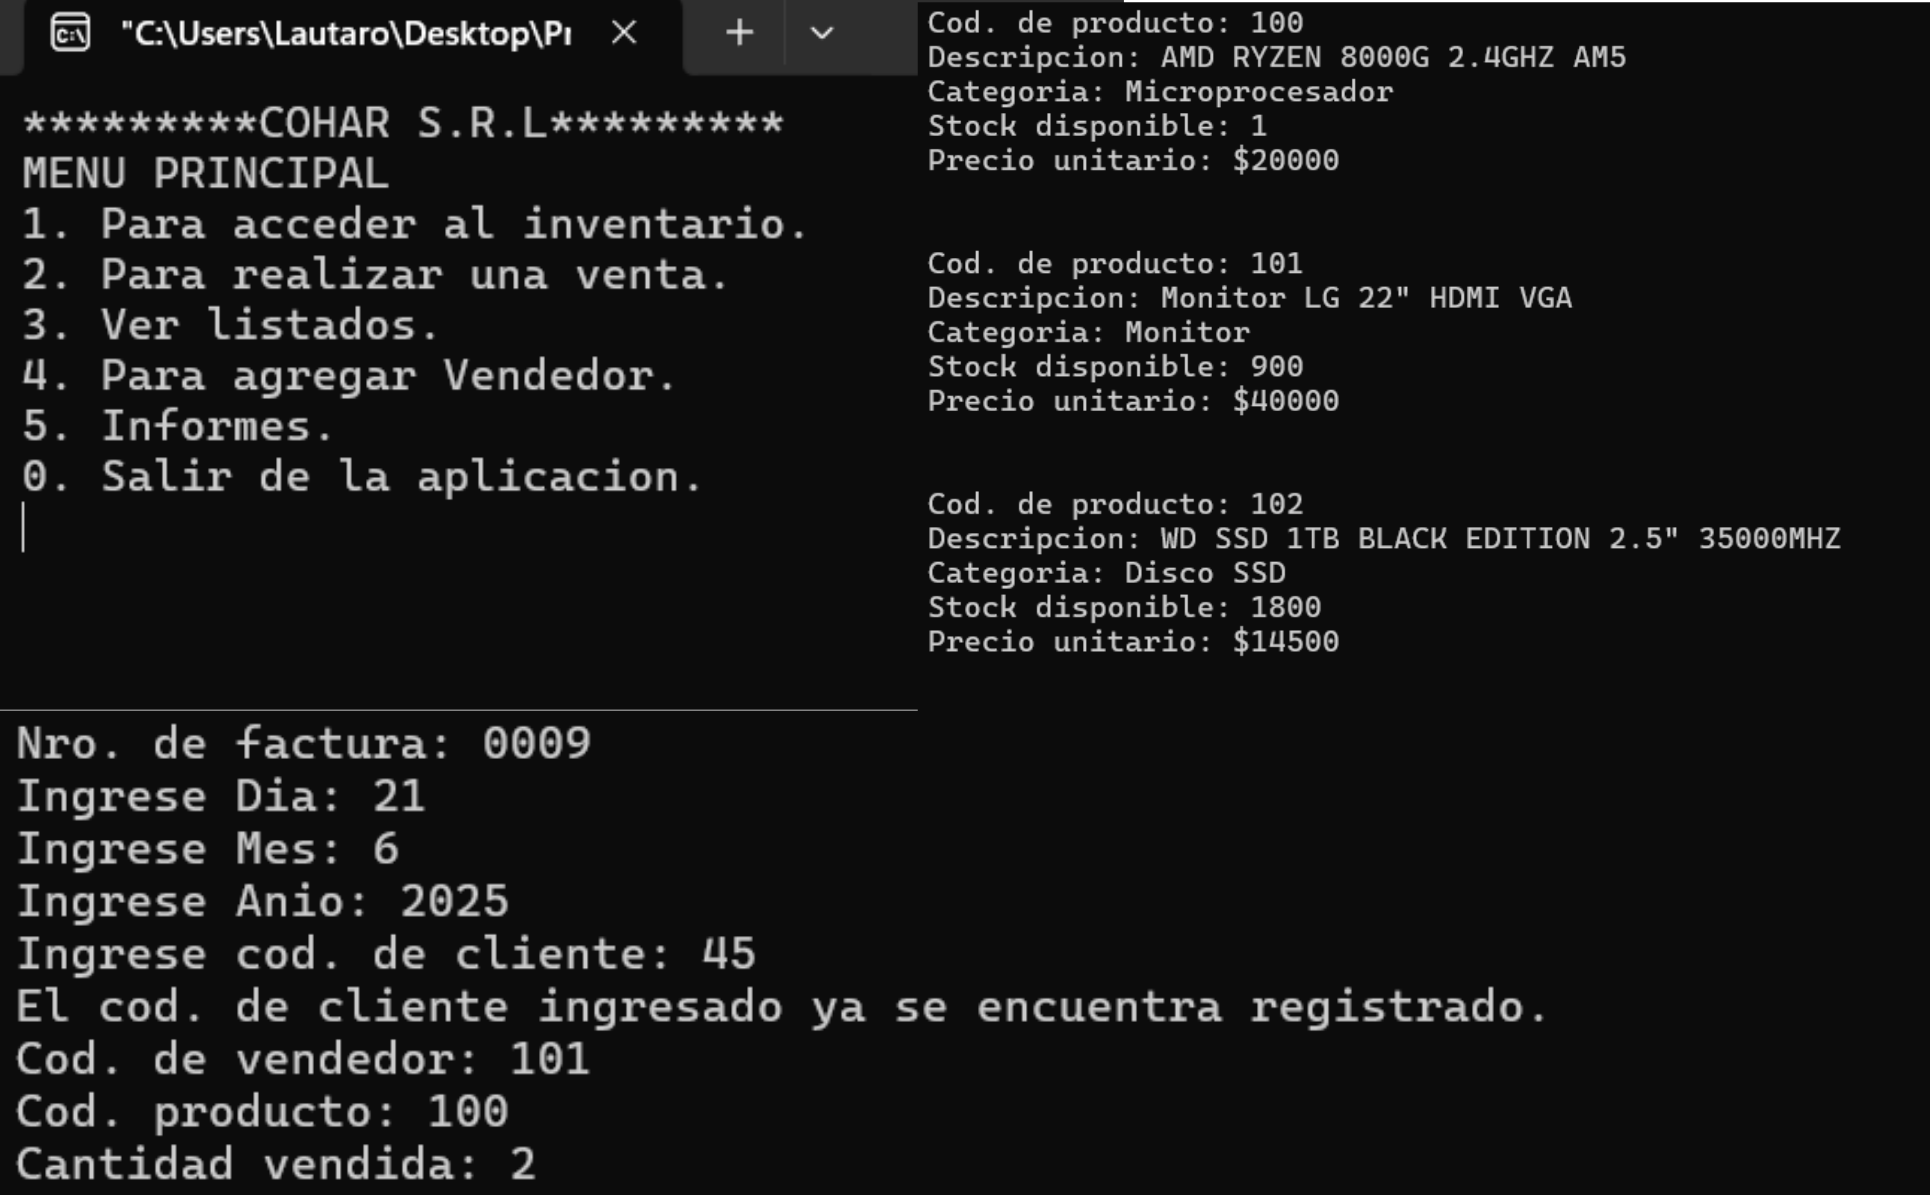 "C:\Users\Lautaro\Desktop\Pr
*********COHAR S.R.L*********
MENU PRINCIPAL
1. Para acceder al inventario.
2. Para realizar una venta.
3. Ver listados.
4. Para agregar Vendedor.
5. Informes.
0. Salir de la aplicacion.
Cod. de producto: 100
Descripcion: AMD RYZEN 8000G 2.4GHZ AM5
Categoria: Microprocesador
Stock disponible: 1
Precio unitario: $20000
Cod. de producto: 101
Descripcion: Monitor LG 22" HDMI VGA
Categoria: Monitor
Stock disponible: 900
Precio unitario: $40000
Cod. de producto: 102
Descripcion: WD SSD 1TB BLACK EDITION 2.5" 35000MHZ
Categoria: Disco SSD
Stock disponible: 1800
Precio unitario: $14500
Nro. de factura: 0009
Ingrese Dia: 21
Ingrese Mes: 6
Ingrese Anio: 2025
Ingrese cod. de cliente: 45
El cod. de cliente ingresado ya se encuentra registrado.
Cod. de vendedor: 101
Cod. producto: 100
Cantidad vendida: 2